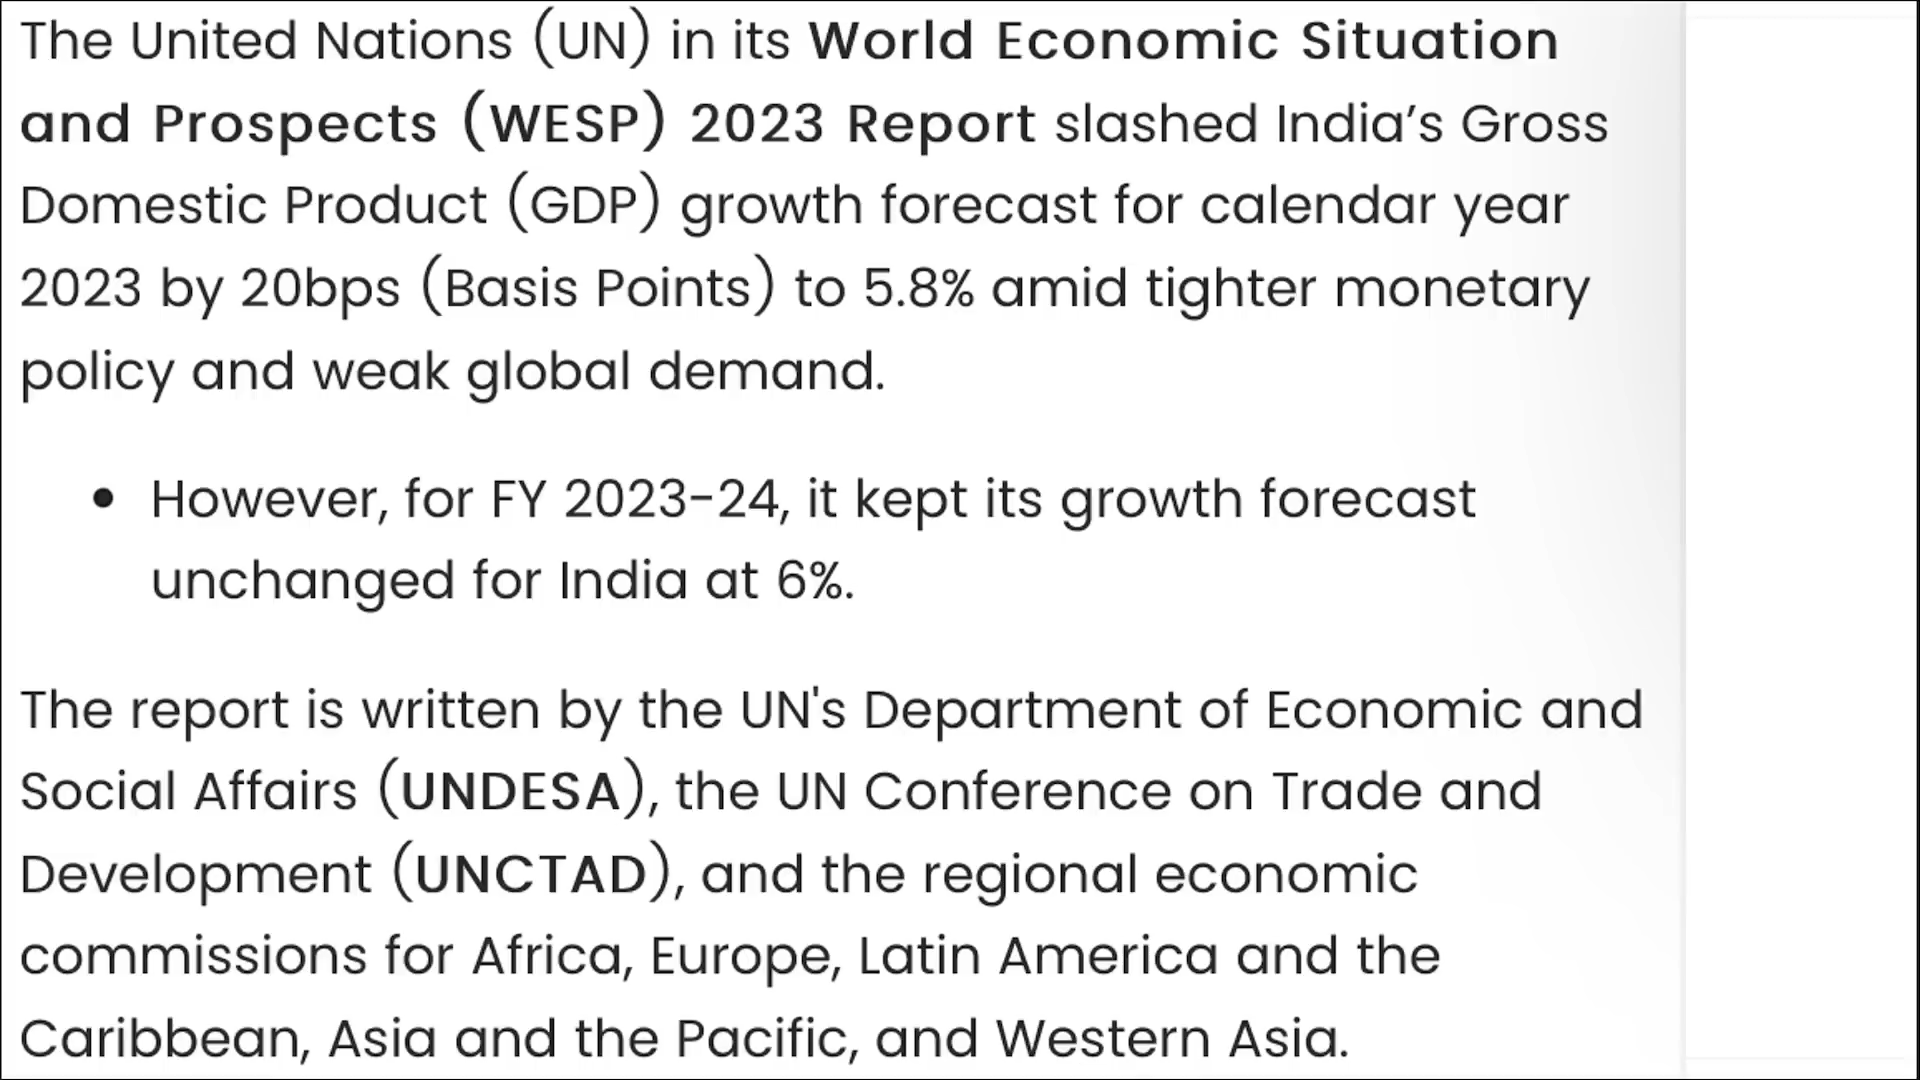 The United Nations (UN) in its World Economic Situation
and Prospects (WESP) 2023 Report slashed India’s Gross
Domestic Product (GDP) growth forecast for calendar year
2023 by 20bps (Basis Points) to 5.8% amid tighter monetary
policy and weak global demand.
• However, for FY 2023-24, it kept its growth forecast
unchanged for India at 6%.
The report is written by the UN's Department of Economic and
Social Affairs (UNDESA), the UN Conference on Trade and
Development (UNCTAD), and the regional economic
commissions for Africa, Europe, Latin America and the
Caribbean, Asia and the Pacific, and Western Asia.